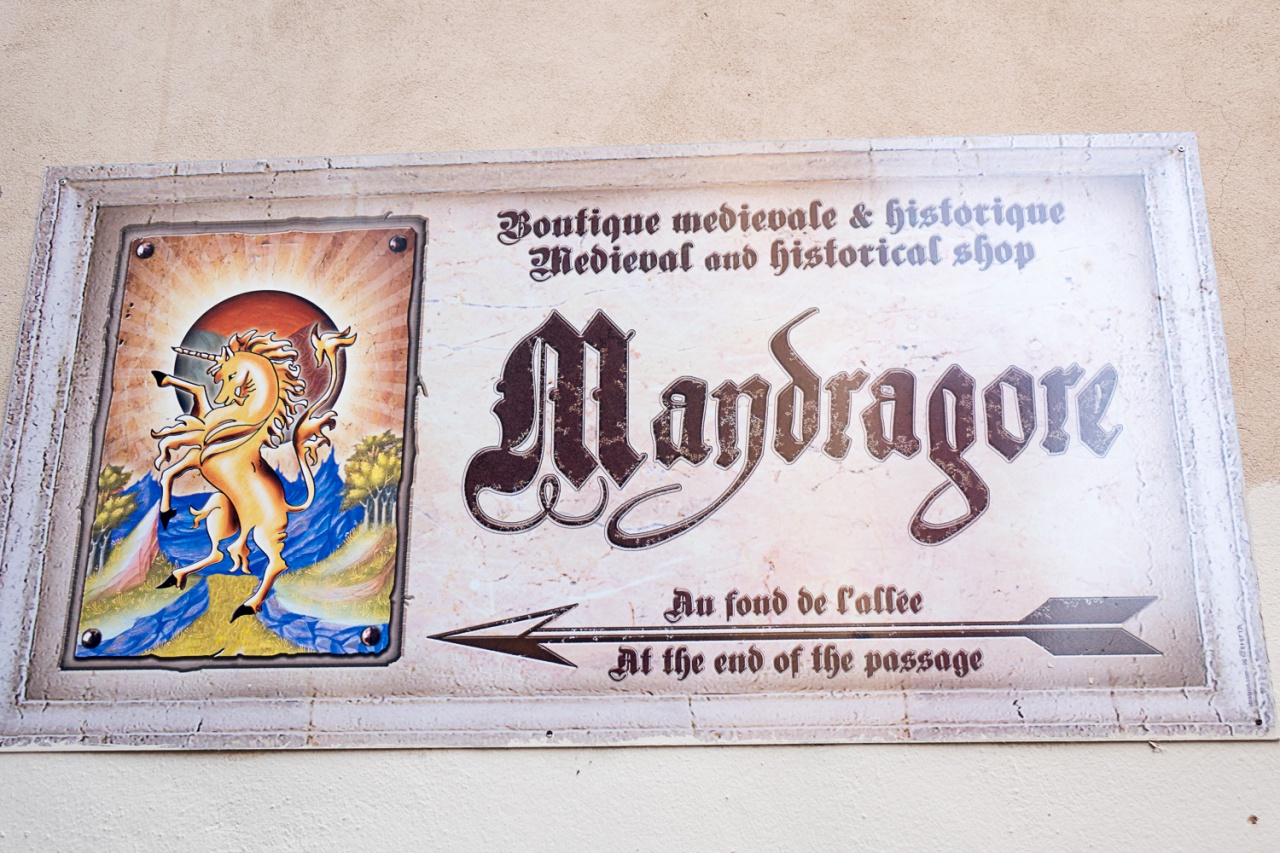 Boutique medievale & historique
Medieval and historical shop
Mandragore
Au fond de l'allée
At the end of the passage